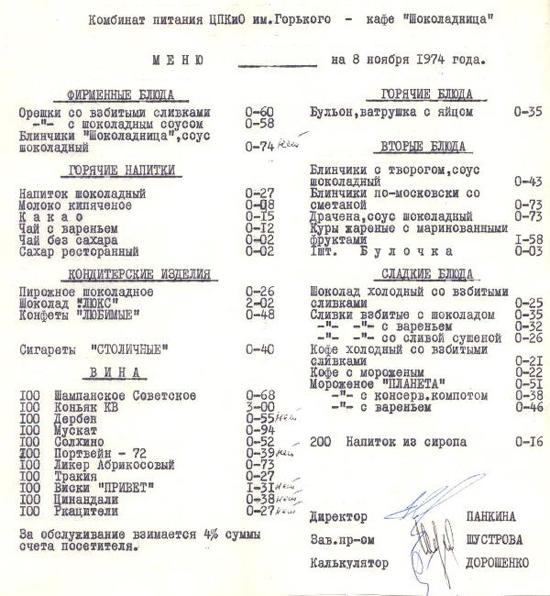 Комбинат питания ЦПКиО им.Горького - кафе "Шоколадница"
МЕНЮ на 8 ноября 1974 года.
ФИРМЕННЫЕ БЛЮДА
Орешки со взбитыми сливками 0-60
-"- с шоколадным соусом 0-58
Блинчики "Шоколадница",соус
шоколадный 0-74 нет
ГОРЯЧИЕ НАПИТКИ
Напиток шоколадный 0-27
Молоко кипяченое 0-08
Какао 0-15
Чай с вареньем 0-12
Чай без сахара 0-02
Сахар ресторанный 0-02
КОНДИТЕРСКИЕ ИЗДЕЛИЯ
Пирожное шоколадное 0-26
Шоколад "ЛЮКС" 2-02
Конфеты "ЛЮБИМЫЕ" 0-48
Сигареты "СТОЛИЧНЫЕ" 0-40
ВИНА
100 Шампанское Советское 0-68
100 Коньяк КВ 3-00
100 Дербен 0-55 нет
100 Мускат 0-94
100 Солхино 0-52
100 Портвейн - 72 0-39 нет
100 Ликер Абрикосовый 0-73
100 Тракия 0-27
100 Виски "ПРИВЕТ" 1-31 нет
100 Цинандали 0-38 нет
100 Ркацители 0-27 нет
За обслуживание взимается 4% суммы
счета посетителя.
ГОРЯЧИЕ БЛЮДА
Бульон,ватрушка с яйцом 0-35
ВТОРЫЕ БЛЮДА
Блинчики с творогом,соус
шоколадный 0-43
Блинчики по-московски со
сметаной 0-73
Драчена,соус шоколадный 0-73
Куры жареные с маринованными
фруктами 1-58
1шт. Булочка 0-03
СЛАДКИЕ БЛЮДА
Шоколад холодный со взбитыми
сливками 0-25
Сливки взбитые с шоколадом 0-35
-"- -"- с вареньем 0-32
-"- -"- со сливой сушеной 0-26
Кофе холодный со взбитыми
сливками 0-21
Кофе с мороженым 0-22
Мороженое "ПЛАНЕТА" 0-51
-"- с консерв.компотом 0-38
-"- с вареньем 0-46
200 Напиток из сиропа 0-16
Директор ПАНКИНА
Зав.пр-ом ШУСТРОВА
Калькулятор ДОРОШЕНКО